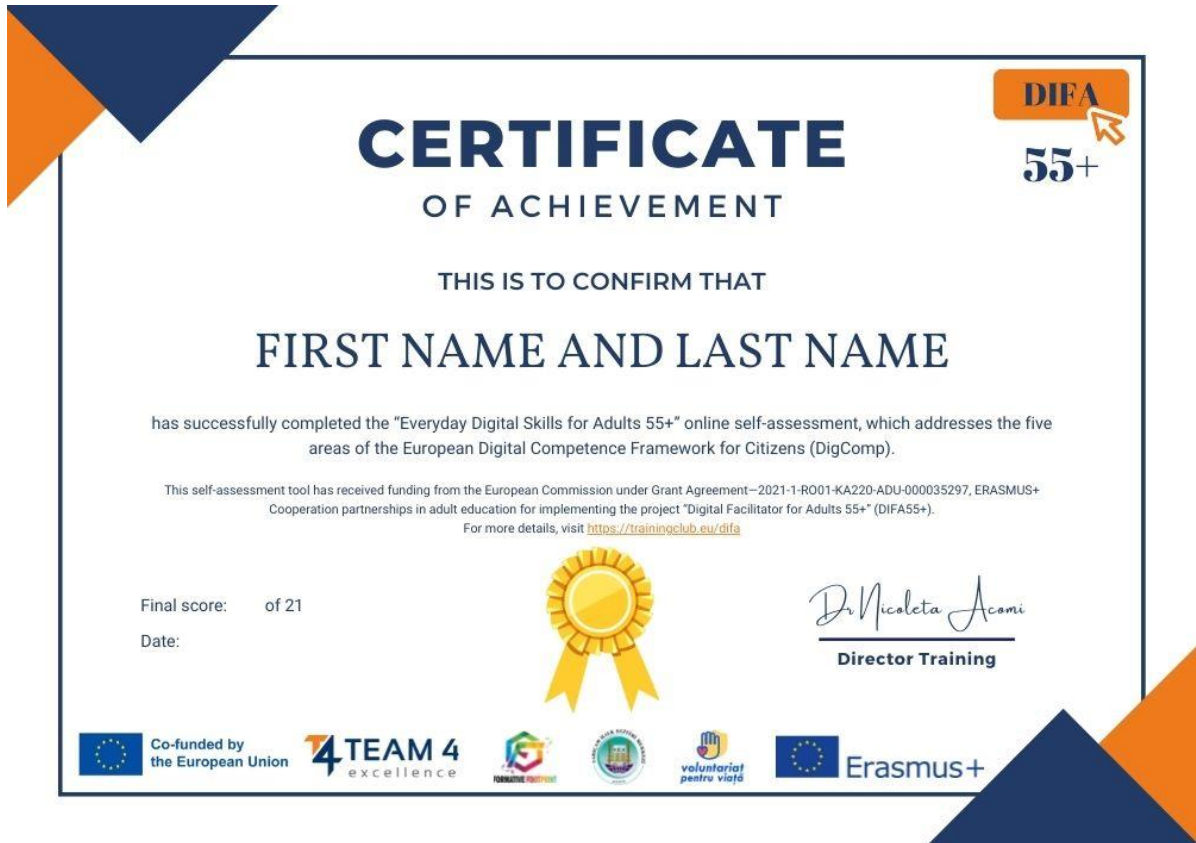 DIFA
55+
CERTIFICATE
OF ACHIEVEMENT
THIS IS TO CONFIRM THAT
FIRST NAME AND LAST NAME
has successfully completed the “Everyday Digital Skills for Adults 55+” online self-assessment, which addresses the five
areas of the European Digital Competence Framework for Citizens (DigComp).
This self-assessment tool has received funding from the European Commission under Grant Agreement—2021-1-RO01-KA220-ADU-000035297, ERASMUS+
Cooperation partnerships in adult education for implementing the project “Digital Facilitator for Adults 55+” (DIFA55+).
For more details, visit https://trainingclub.eu/difa
Final score: of 21
Date:
Dr Nicoleta Acomi
Director Training
Co-funded by
the European Union
T4 TEAM 4
excellence
FORMATIVE FOOTPRINT
voluntariat
pentru viață
Erasmus+